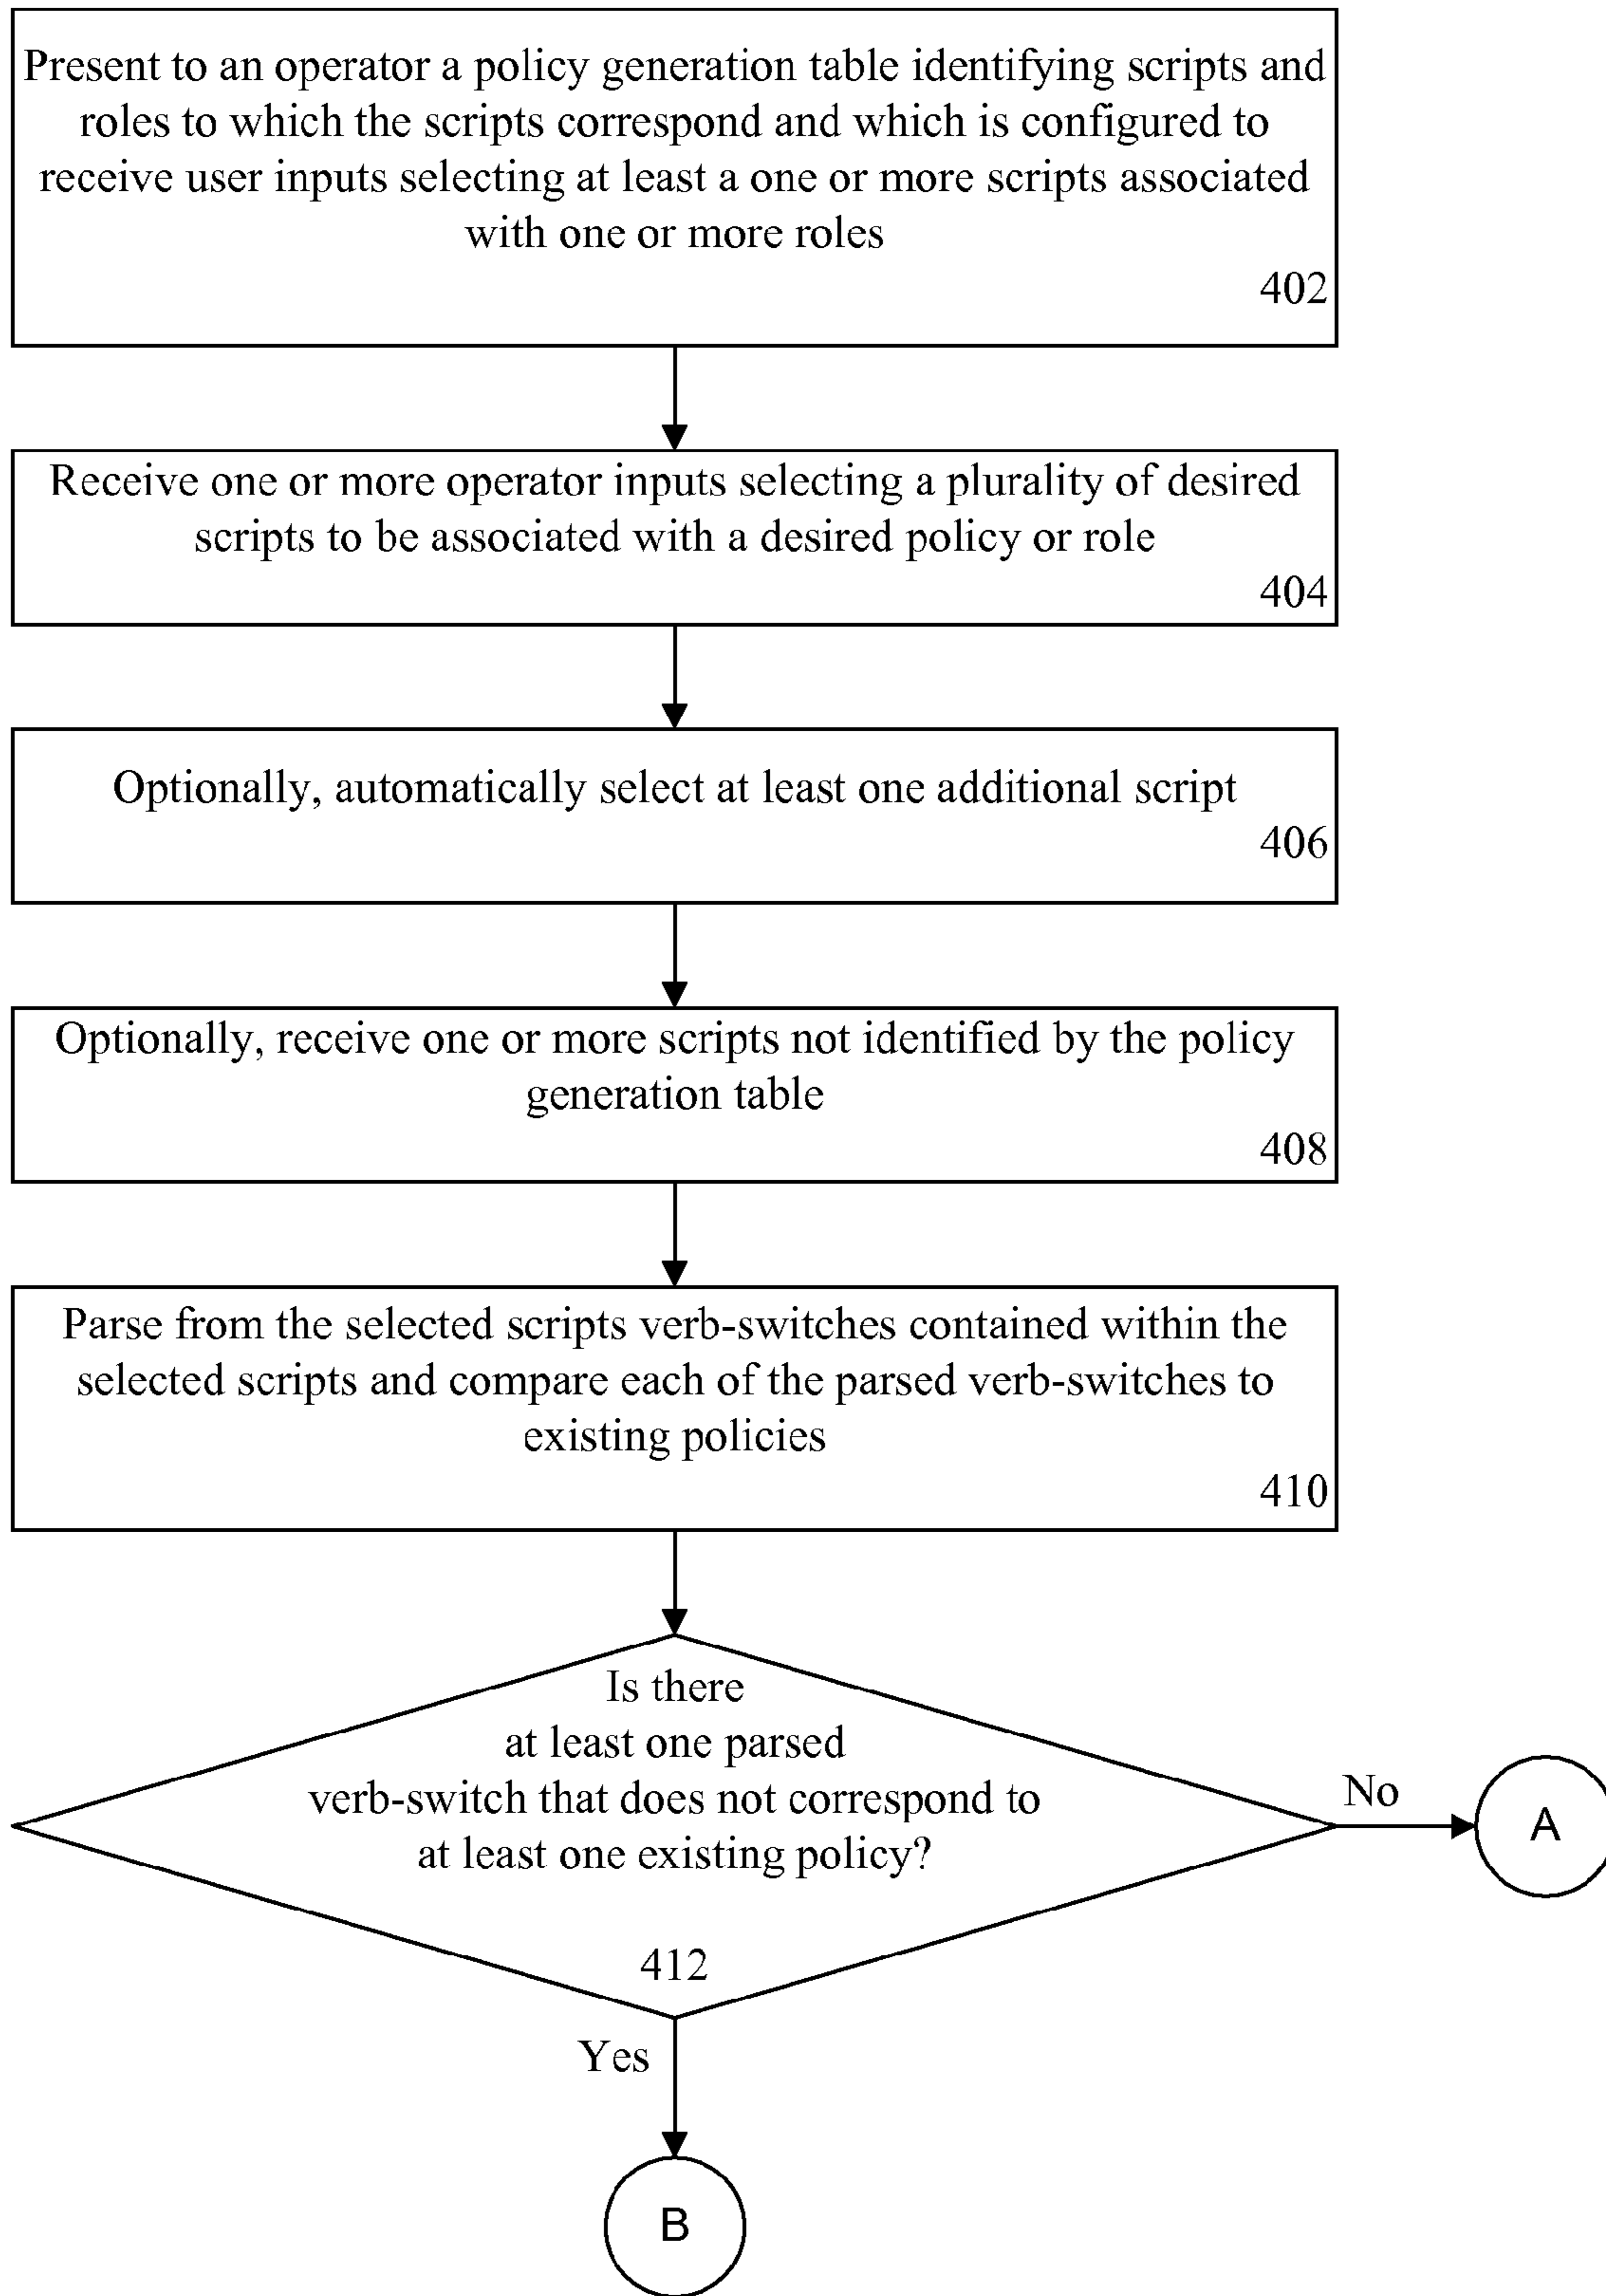 Present to an operator a policy generation table identifying scripts and
roles to which the scripts correspond and which is configured to
receive user inputs selecting at least a one or more scripts associated
with one or more roles
402
Receive one or more operator inputs selecting a plurality of desired
scripts to be associated with a desired policy or role
404
Optionally, automatically select at least one additional script
406
Optionally, receive one or more scripts not identified by the policy
generation table
408
Parse from the selected scripts verb-switches contained within the
selected scripts and compare each of the parsed verb-switches to
existing policies
410
Is there
at least one parsed
verb-switch that does not correspond to
at least one existing policy?
412
No
A
Yes
B